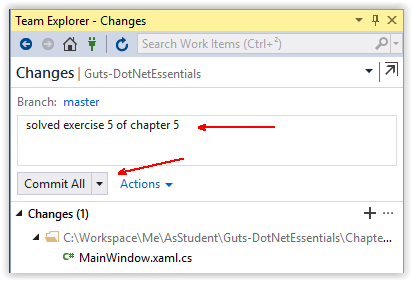 Team Explorer - Changes
Search Work Items (Ctrl+²)
Changes | Guts-DotNetEssentials
Branch: master
solved exercise 5 of chapter 5
Commit All Actions
Changes (1)
C:\Workspace\Me\AsStudent\Guts-DotNetEssentials\Chapte...
C# MainWindow.xaml.cs